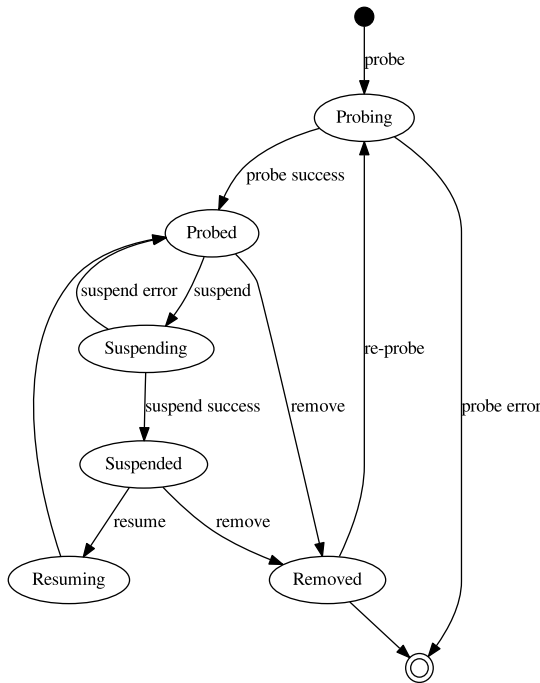 probe
Probing
probe success
Probed
suspend error
suspend
Suspending
re-probe
suspend success
remove
probe error
Suspended
resume
remove
Resuming
Removed